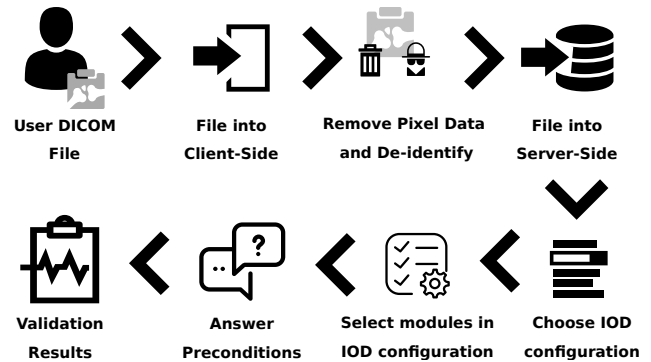 User DICOM
File
File into
Client-Side
Remove Pixel Data
and De-identify
File into
Server-Side
Validation
Results
Answer
Preconditions
Select modules in
IOD configuration
Choose IOD
configuration